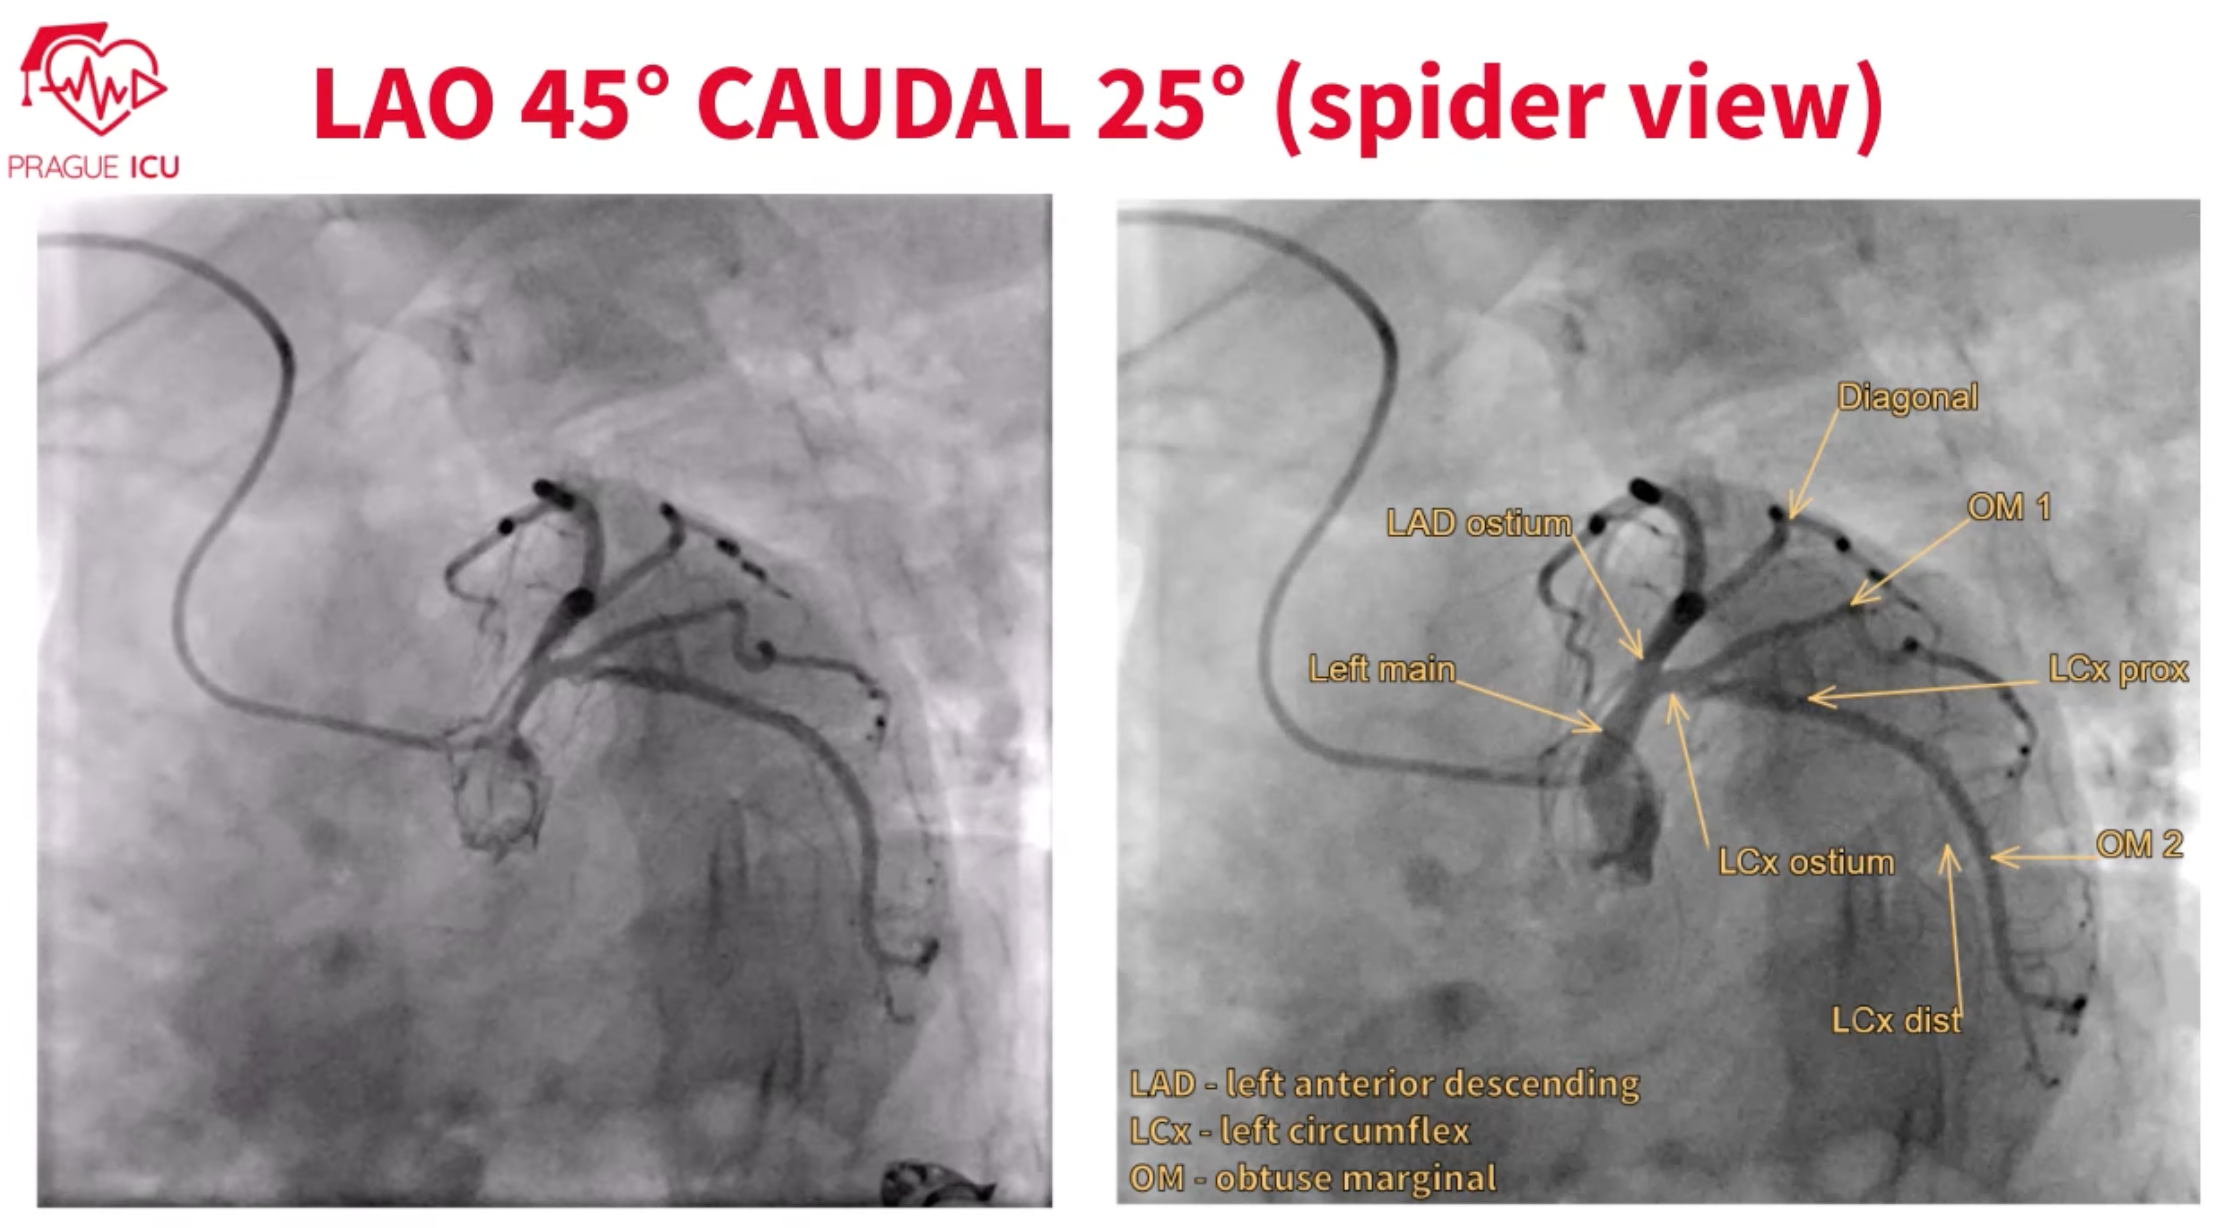 PRAGUE ICU
LAO 45° CAUDAL 25° (spider view)
Diagonal
OM 1
LAD ostium
Left main
LCx prox
LCx ostium
OM 2
LCx dist
LAD - left anterior descending
LCx - left circumflex
OM - obtuse marginal